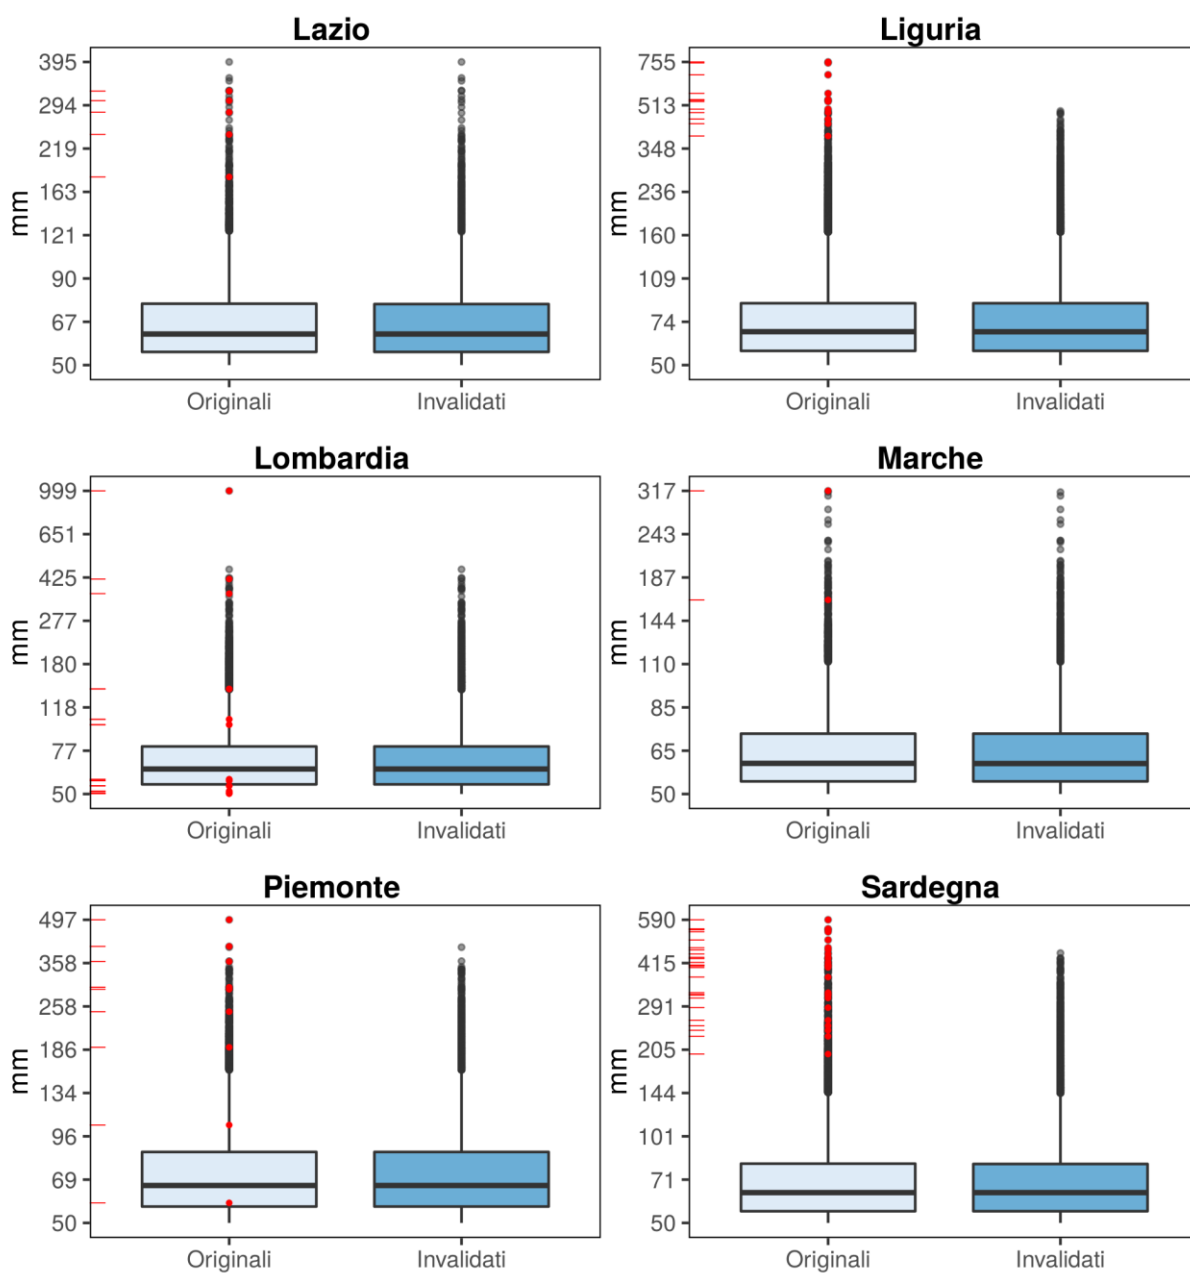 Lazio
395
294
219
163
121
90
67
50
mm
Originali
Invalidati
Liguria
755
513
348
236
160
109
74
50
mm
Originali
Invalidati
Lombardia
999
651
425
277
180
118
77
50
mm
Originali
Invalidati
Marche
317
243
187
144
110
85
65
50
mm
Originali
Invalidati
Piemonte
497
358
258
186
134
96
69
50
mm
Originali
Invalidati
Sardegna
590
415
291
205
144
101
71
50
mm
Originali
Invalidati